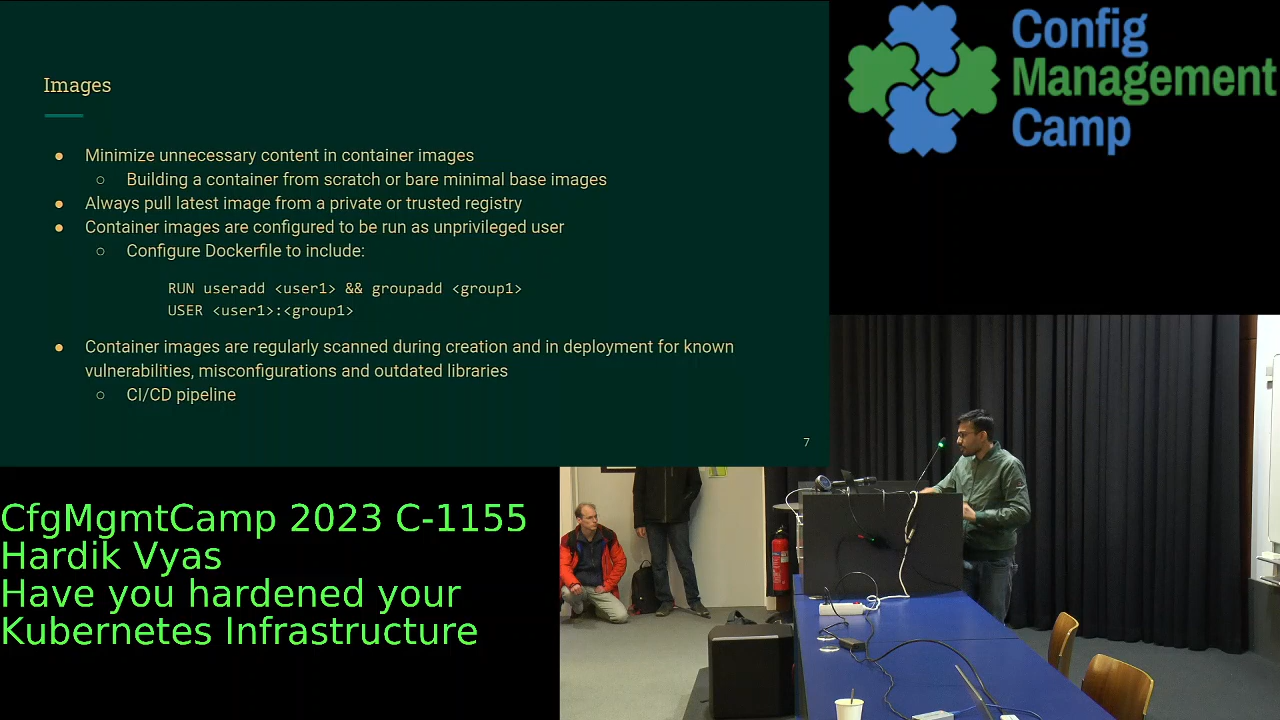 Images
● Minimize unnecessary content in container images
○ Building a container from scratch or bare minimal base images
● Always pull latest image from a private or trusted registry
● Container images are configured to be run as unprivileged user
○ Configure Dockerfile to include:
RUN useradd <user1> && groupadd <group1>
USER <user1>:<group1>
● Container images are regularly scanned during creation and in deployment for known
vulnerabilities, misconfigurations and outdated libraries
○ CI/CD pipeline
7
Config
Management
Camp
CfgMgmtCamp 2023 C-1155
Hardik Vyas
Have you hardened your
Kubernetes Infrastructure